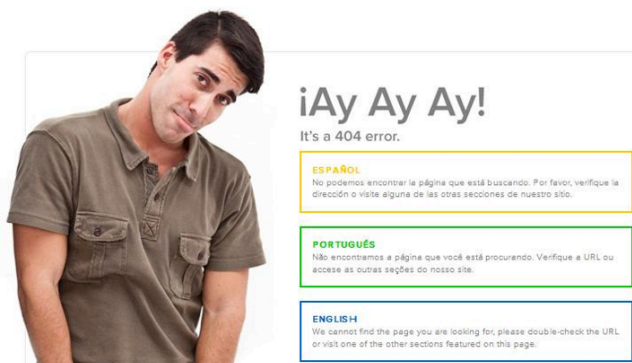 ¡Ay Ay Ay!
It's a 404 error.
ESPAÑOL
No podemos encontrar la página que está buscando. Por favor, verifique la
dirección o visite alguna de las otras secciones de nuestro sitio.
PORTUGUÊS
Não encontramos a página que você está procurando. Verifique a URL ou
accese as outras seções do nosso site.
ENGLISH
We cannot find the page you are looking for, please double-check the URL
or visit one of the other sections featured on this page.